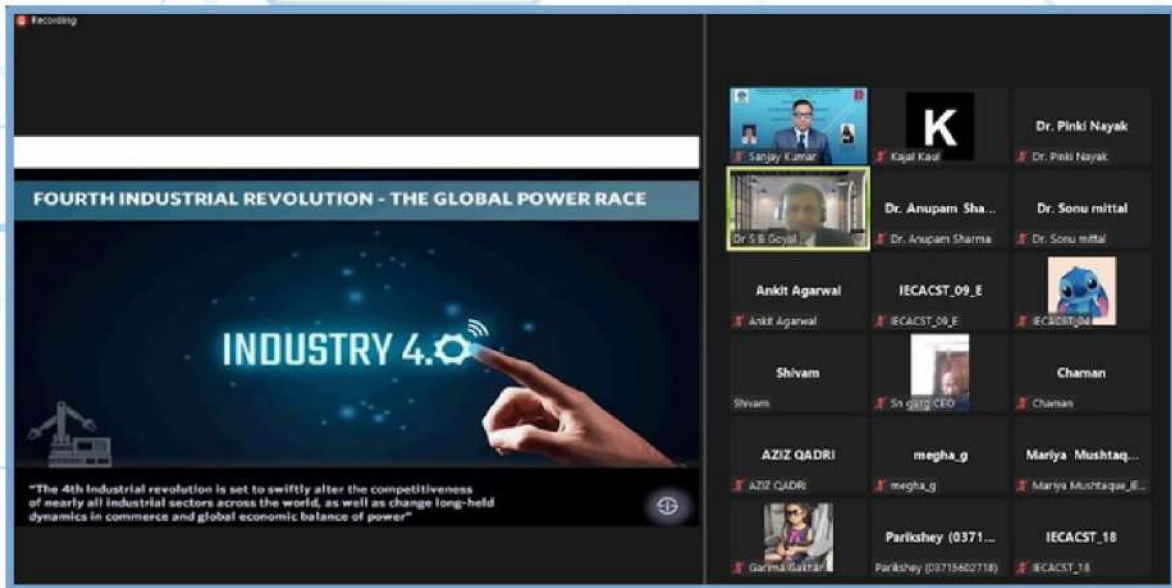 Recording
FOURTH INDUSTRIAL REVOLUTION - THE GLOBAL POWER RACE
INDUSTRY 4.0
"The 4th Industrial revolution is set to swiftly alter the competitiveness
of nearly all industrial sectors across the world, as well as change long-held
dynamics in commerce and global economic balance of power"
Sanjay Kumar
K
Kajal Kaul
Dr. Pinki Nayak
Dr. Pinki Nayak
Dr S B Goyal
Dr. Anupam Sha...
Dr. Anupam Sharma
Dr. Sonu mittal
Dr. Sonu mittal
Ankit Agarwal
Ankit Agarwal
IECACST_09_E
IECACST_09_E
IECACST_04
Shivam
Shivam
Sn garg CEO
Chaman
Chaman
AZIZ QADRI
AZIZ QADRI
megha_g
megha_g
Mariya Mushtaq...
Mariya Mushtaque_IE...
Garima Gakhar
Parikshey (0371...
Parikshey (03715602718)
IECACST_18
IECACST_18